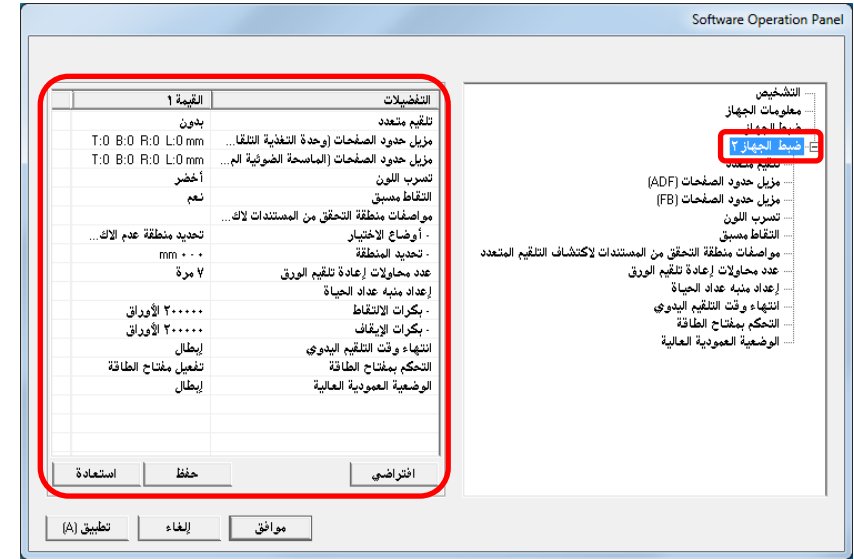 Software Operation Panel
التشخيص
معلومات الجهاز
ضبط الجهاز
ضبط الجهاز ٢
تلقيم متعدد
مزيل حدود الصفحات (ADF)
مزيل حدود الصفحات (FB)
تسرب اللون
التقاط مسبق
مواصفات منطقة التحقق من المستندات لاكتشاف التلقيم المتعدد
عدد محاولات إعادة تلقيم الورق
إعداد منبه عداد الحياة
انتهاء وقت التلقيم اليدوي
التحكم بمفتاح الطاقة
الوضعية العمودية العالية
التفضيلات القيمة ١
تلقيم متعدد بدون
مزيل حدود الصفحات (وحدة التغذية التلقا... T:0 B:0 R:0 L:0 mm
مزيل حدود الصفحات (الماسحة الضوئية الم... T:0 B:0 R:0 L:0 mm
تسرب اللون أخضر
التقاط مسبق نعم
مواصفات منطقة التحقق من المستندات لاك...
- أوضاع الاختيار تحديد منطقة عدم الاك...
- تحديد المنطقة ٠ ٠ ٠ mm
عدد محاولات إعادة تلقيم الورق ٧ مرة
إعداد منبه عداد الحياة
- بكرات الالتقاط ٢٠٠٠٠٠ الأوراق
- بكرات الإيقاف ٢٠٠٠٠٠ الأوراق
انتهاء وقت التلقيم اليدوي إبطال
التحكم بمفتاح الطاقة تفعيل مفتاح الطاقة
الوضعية العمودية العالية إبطال
افتراضي حفظ استعادة
موافق إلغاء تطبيق (A)